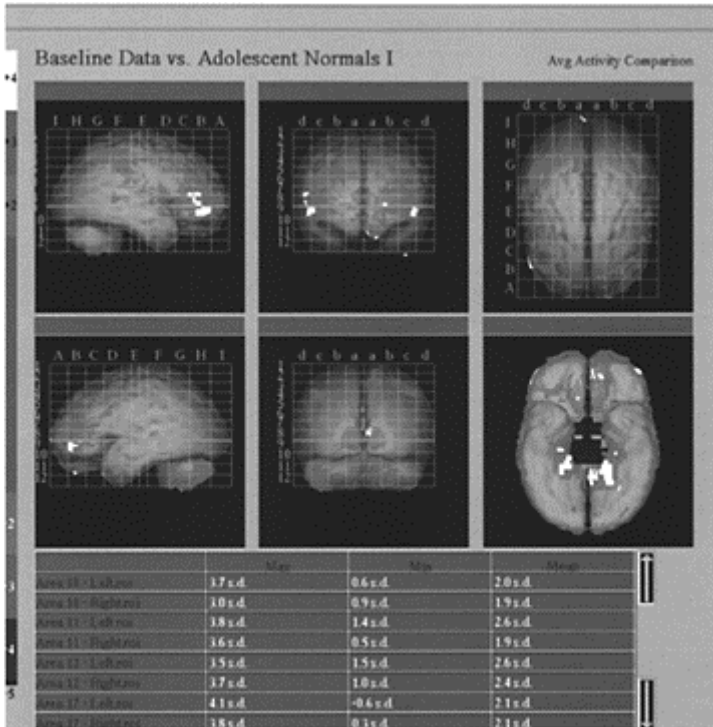 Baseline Data vs. Adolescent Normals I
Avg Activity Comparison
I H G F E D C B A
d c b a a b c d
d c b a a b c d
I
H
G
F
E
D
C
B
A
A B C D E F G H I
d c b a a b c d
Max Min Mean
Area 10 - Left.roi 3.7 s.d. 0.6 s.d. 2.0 s.d.
Area 10 - Right.roi 3.0 s.d. 0.9 s.d. 1.9 s.d.
Area 11 - Left.roi 3.8 s.d. 1.4 s.d. 2.6 s.d.
Area 11 - Right.roi 3.6 s.d. 0.5 s.d. 1.9 s.d.
Area 12 - Left.roi 3.5 s.d. 1.5 s.d. 2.6 s.d.
Area 12 - Right.roi 3.7 s.d. 1.0 s.d. 2.4 s.d.
Area 17 - Left.roi 4.1 s.d. -0.6 s.d. 2.1 s.d.
Area 17 - Right.roi 3.8 s.d. 0.3 s.d. 2.1 s.d.